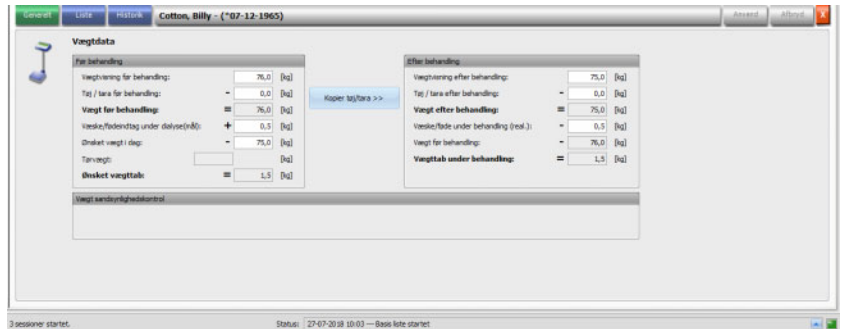 Generelt Liste Historik Cotton, Billy - (*07-12-1965) Anvend Afbryd X
Vægtdata
Før behandling
Vægtvisning før behandling: 76,0 [kg]
Tøj / tara før behandling: - 0,0 [kg]
Vægt før behandling: = 76,0 [kg]
Væske/fødeindtag under dialyse(mål): + 0,5 [kg]
Ønsket vægt i dag: - 75,0 [kg]
Tørvægt: [kg]
Ønsket vægttab: = 1,5 [kg]
Kopier tøj/tara >>
Efter behandling
Vægtvisning efter behandling: 75,0 [kg]
Tøj / tara efter behandling: - 0,0 [kg]
Vægt efter behandling: = 75,0 [kg]
Væske/føde under behandling (real.): - 0,5 [kg]
Vægt før behandling: - 76,0 [kg]
Vægttab under behandling: = 1,5 [kg]
Vægt sandsynlighedskontrol
3 sessioner startet. Status: 27-07-2018 10:03 --- Basis liste startet